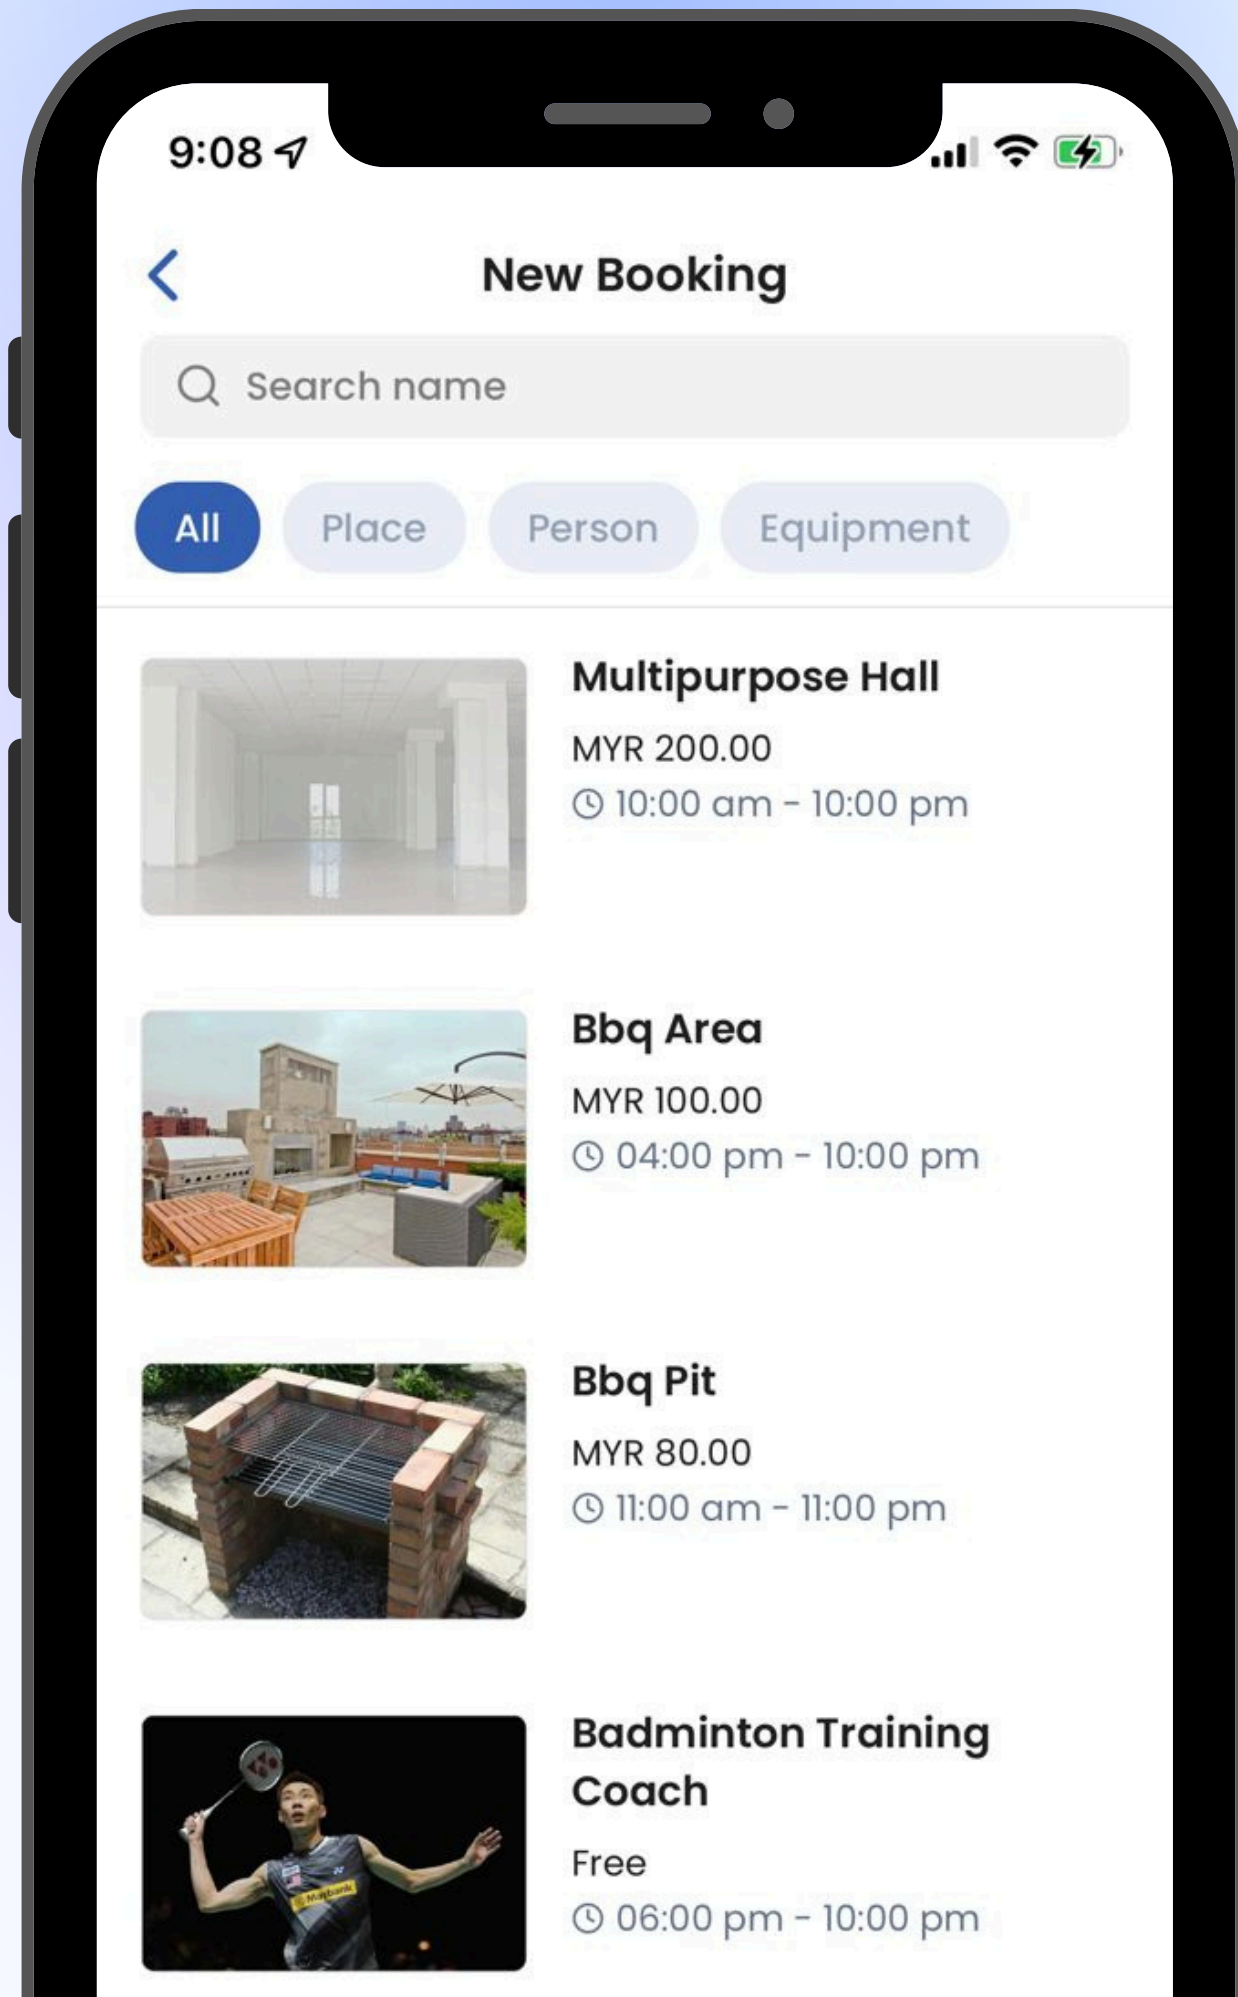 9:08
New Booking
Search name
All Place Person Equipment
Multipurpose Hall
MYR 200.00
10:00 am - 10:00 pm
Bbq Area
MYR 100.00
04:00 pm - 10:00 pm
Bbq Pit
MYR 80.00
11:00 am - 11:00 pm
Badminton Training
Coach
Free
06:00 pm - 10:00 pm
Maybank